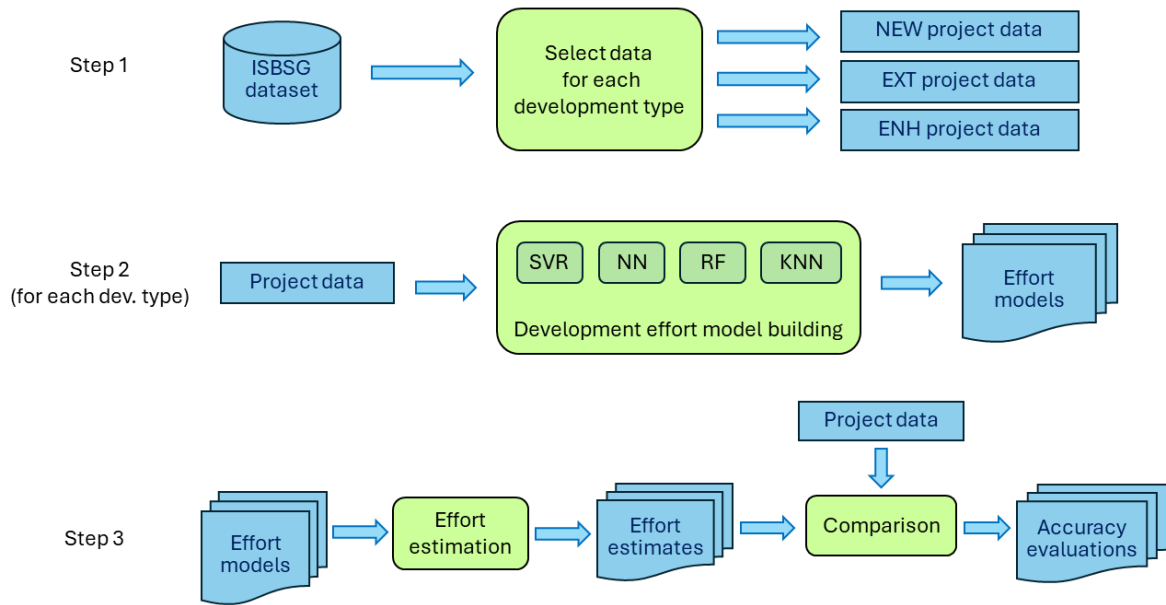 Step 1
ISBSG
dataset
Select data
for each
development type
NEW project data
EXT project data
ENH project data
Step 2
(for each dev. type)
Project data
SVR
NN
RF
KNN
Development effort model building
Effort
models
Project data
Step 3
Effort
models
Effort
estimation
Effort
estimates
Comparison
Accuracy
evaluations